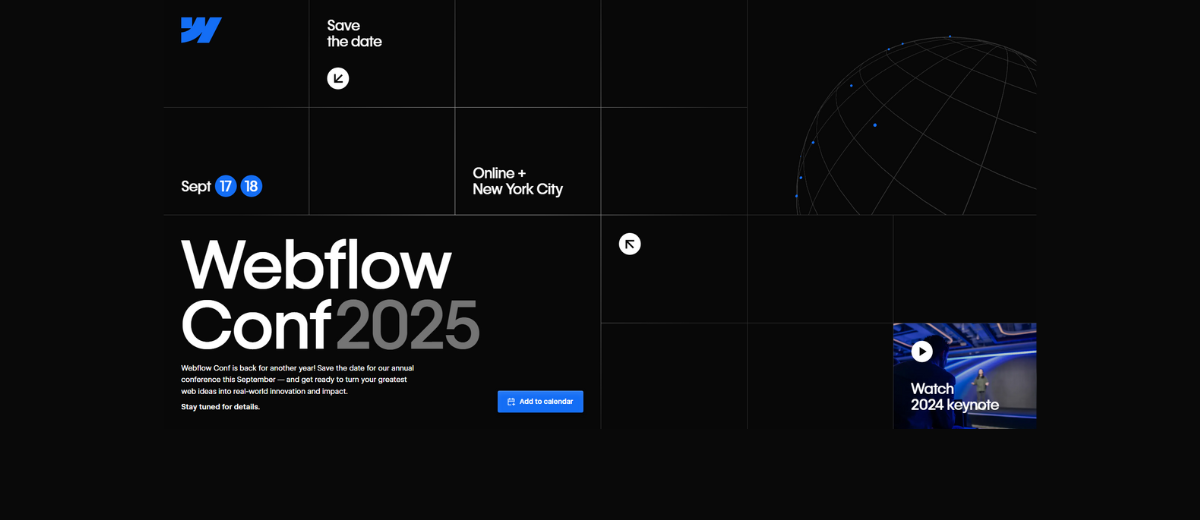 Save
the date
Sept 17 18
Online +
New York City
Webflow
Conf 2025
Webflow Conf is back for another year! Save the date for our annual
conference this September — and get ready to turn your greatest
web ideas into real-world innovation and impact.
Stay tuned for details.
Add to calendar
Watch
2024 keynote